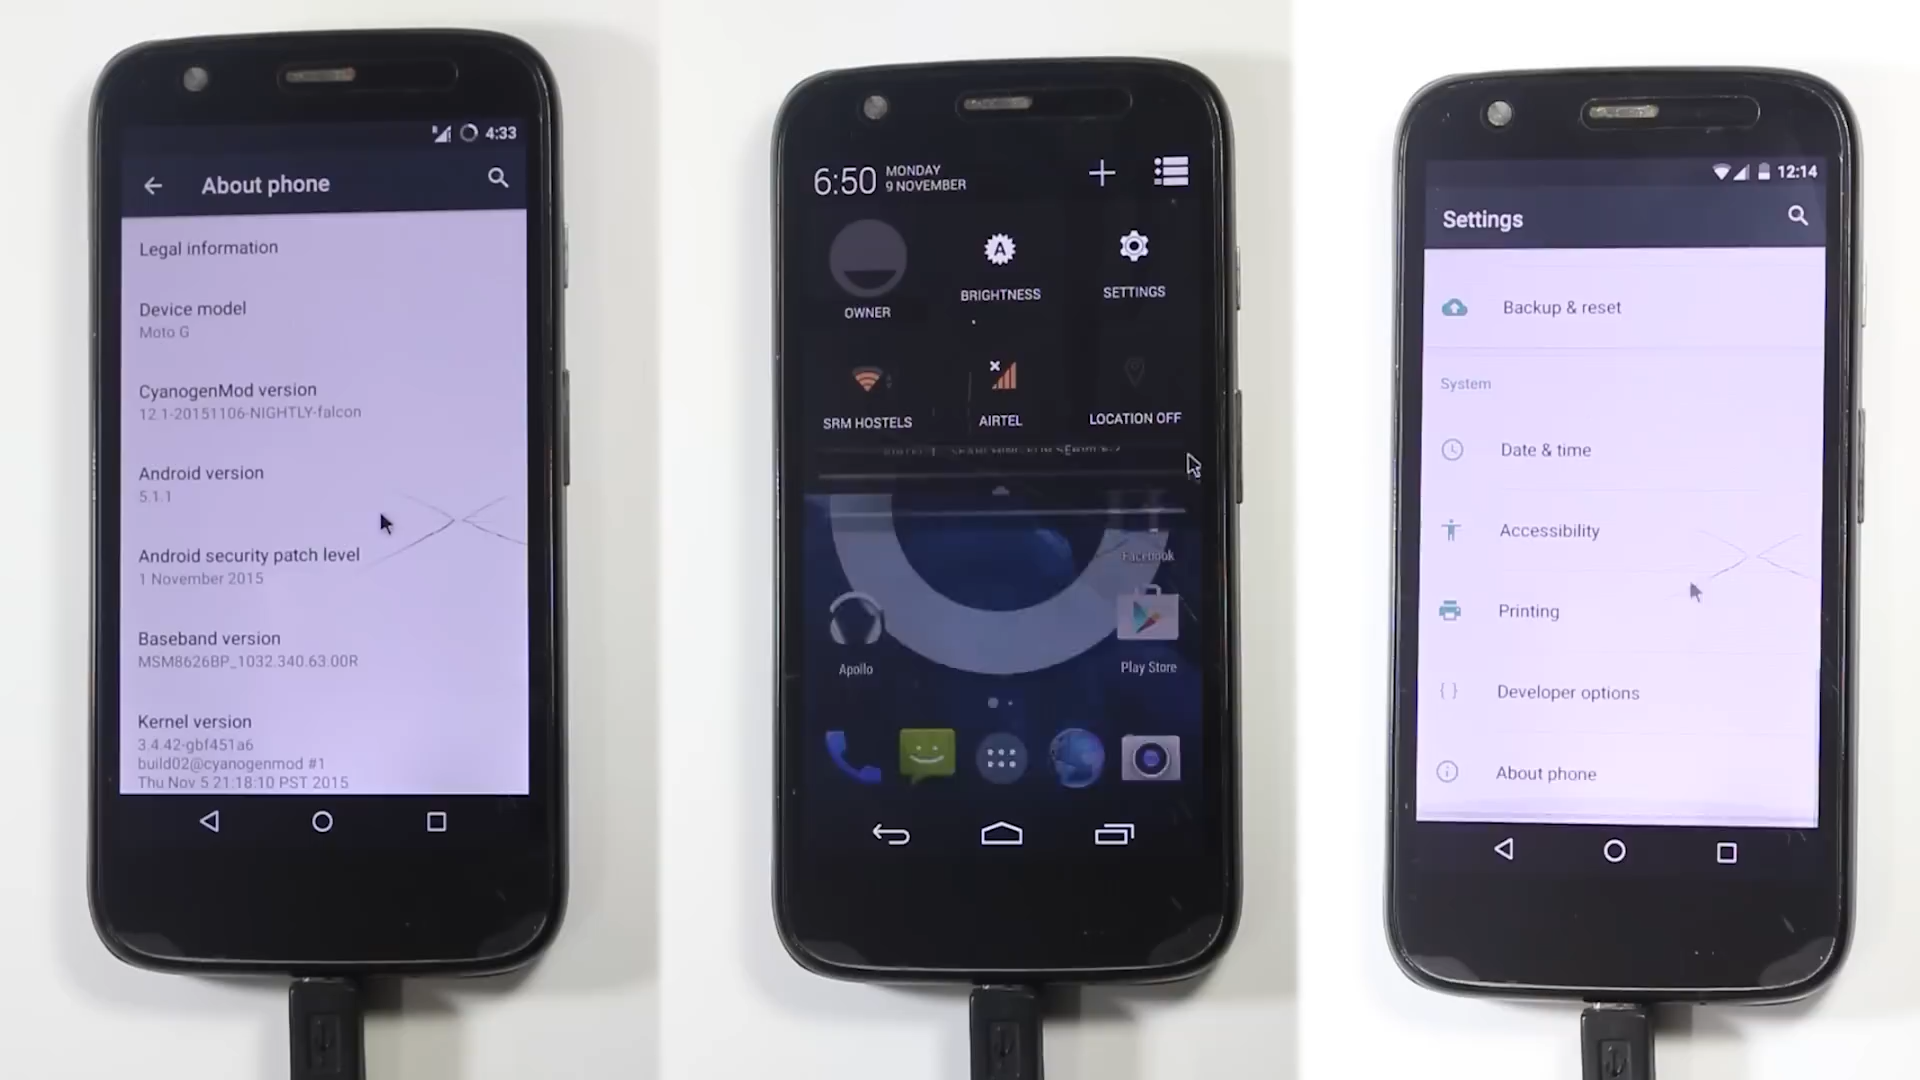 4:33
About phone
Legal information
Device model
Moto G
CyanogenMod version
12.1-20151106-NIGHTLY-falcon
Android version
5.1.1
Android security patch level
1 November 2015
Baseband version
MSM8626BP_1032.340.63.00R
Kernel version
3.4.42-gbf451a6
build02@cyanogenmod #1
Thu Nov 5 21:18:10 PST 2015
6:50 MONDAY
9 NOVEMBER
OWNER
A
BRIGHTNESS
SETTINGS
SRM HOSTELS
AIRTEL
LOCATION OFF
Facebook
Apollo
Play Store
12:14
Settings
Backup & reset
System
Date & time
Accessibility
Printing
Developer options
About phone